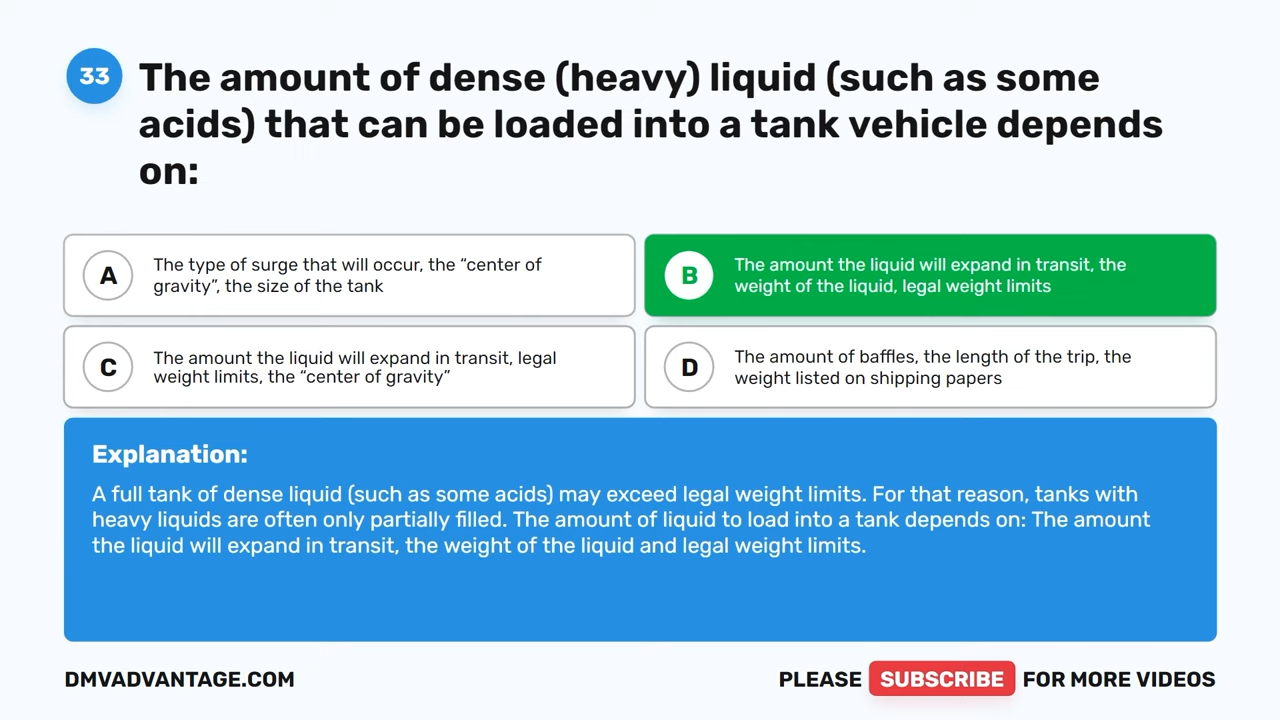 33
The amount of dense (heavy) liquid (such as some
acids) that can be loaded into a tank vehicle depends
on:
A
The type of surge that will occur, the “center of
gravity”, the size of the tank
B
The amount the liquid will expand in transit, the
weight of the liquid, legal weight limits
C
The amount the liquid will expand in transit, legal
weight limits, the “center of gravity”
D
The amount of baffles, the length of the trip, the
weight listed on shipping papers
Explanation:
A full tank of dense liquid (such as some acids) may exceed legal weight limits. For that reason, tanks with
heavy liquids are often only partially filled. The amount of liquid to load into a tank depends on: The amount
the liquid will expand in transit, the weight of the liquid and legal weight limits.
DMVADVANTAGE.COM
PLEASE SUBSCRIBE FOR MORE VIDEOS